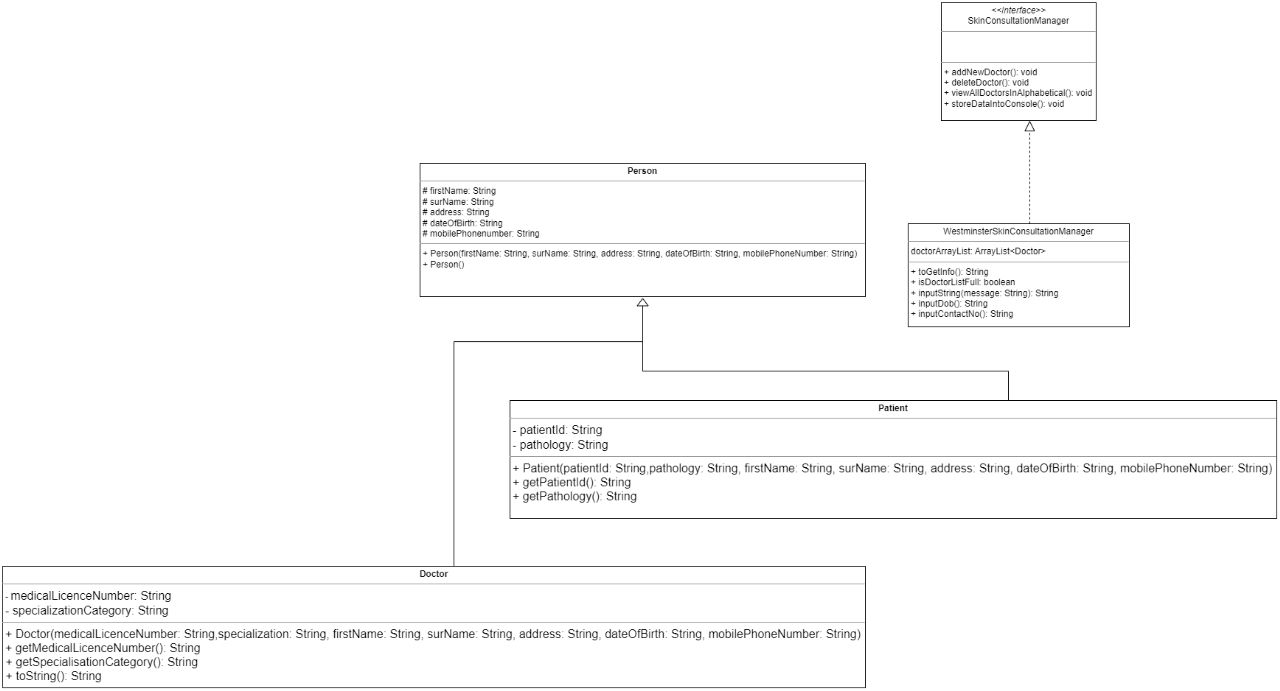 <<interface>>
SkinConsultationManager
+ addNewDoctor(): void
+ deleteDoctor(): void
+ viewAllDoctorsInAlphabetical(): void
+ storeDataIntoConsole(): void
Person
# firstName: String
# surName: String
# address: String
# dateOfBirth: String
# mobilePhonenumber: String
+ Person(firstName: String, surName: String, address: String, dateOfBirth: String, mobilePhoneNumber: String)
+ Person()
WestminsterSkinConsultationManager
doctorArrayList: ArrayList<Doctor>
+ toGetInfo(): String
+ isDoctorListFull: boolean
+ inputString(message: String): String
+ inputDob(): String
+ inputContactNo(): String
Patient
- patientId: String
- pathology: String
+ Patient(patientId: String,pathology: String, firstName: String, surName: String, address: String, dateOfBirth: String, mobilePhoneNumber: String)
+ getPatientId(): String
+ getPathology(): String
Doctor
- medicalLicenceNumber: String
- specializationCategory: String
+ Doctor(medicalLicenceNumber: String,specialization: String, firstName: String, surName: String, address: String, dateOfBirth: String, mobilePhoneNumber: String)
+ getMedicalLicenceNumber(): String
+ getSpecialisationCategory(): String
+ toString(): String